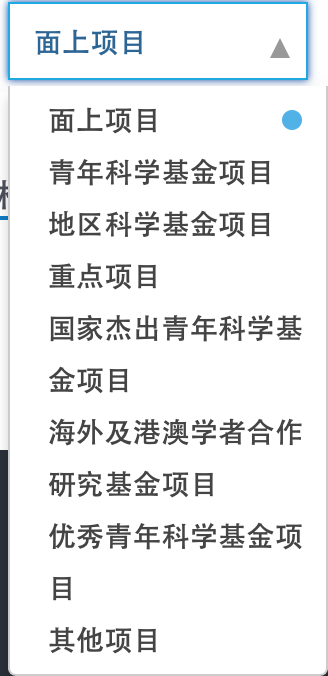 面上项目
面上项目
青年科学基金项目
地区科学基金项目
重点项目
国家杰出青年科学基
金项目
海外及港澳学者合作
研究基金项目
优秀青年科学基金项
目
其他项目